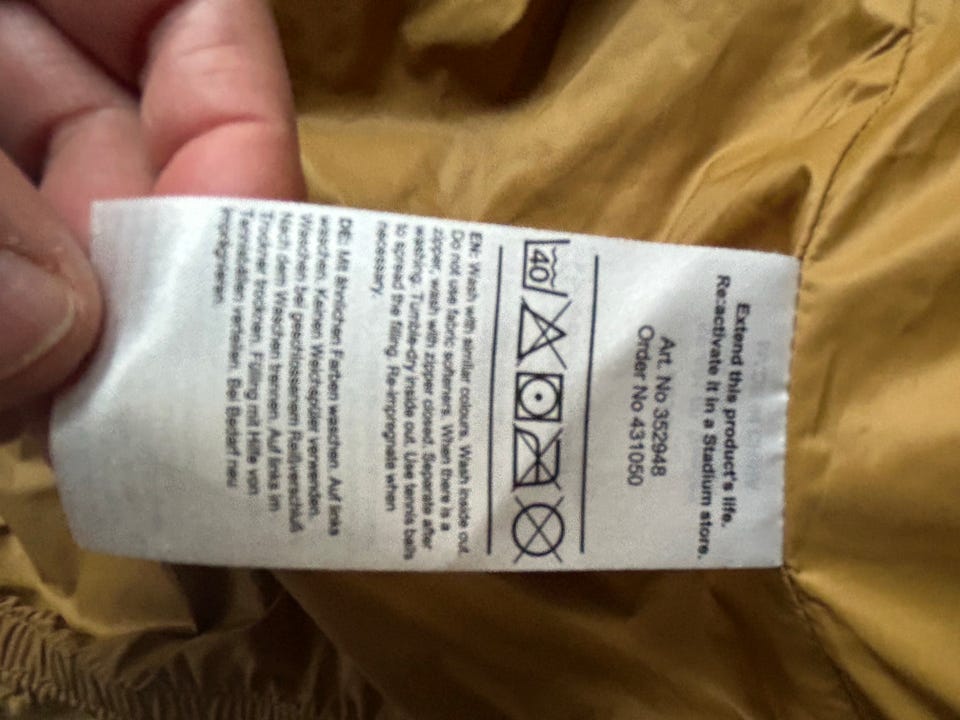 Extend this product's life.
Re:activate it in a Stadium store.
Art. No 352948
Order No 431050
40
EN: Wash with similar colours. Wash inside out.
Do not use fabric softeners. When there is a
zipper, wash with zipper closed. Separate after
washing. Tumble-dry inside out. Use tennis balls
to spread the filling. Re-impregnate when
necessary.
DE: Mit ähnlichen Farben waschen. Auf links
waschen. Keinen Weichspüler verwenden.
Waschen bei geschlossenem Reißverschluß.
Nach dem Waschen trennen. Auf links im
Trockner trocknen. Füllung mit Hilfe von
Tennisbällen verteilen. Bei Bedarf neu
imprägnieren.